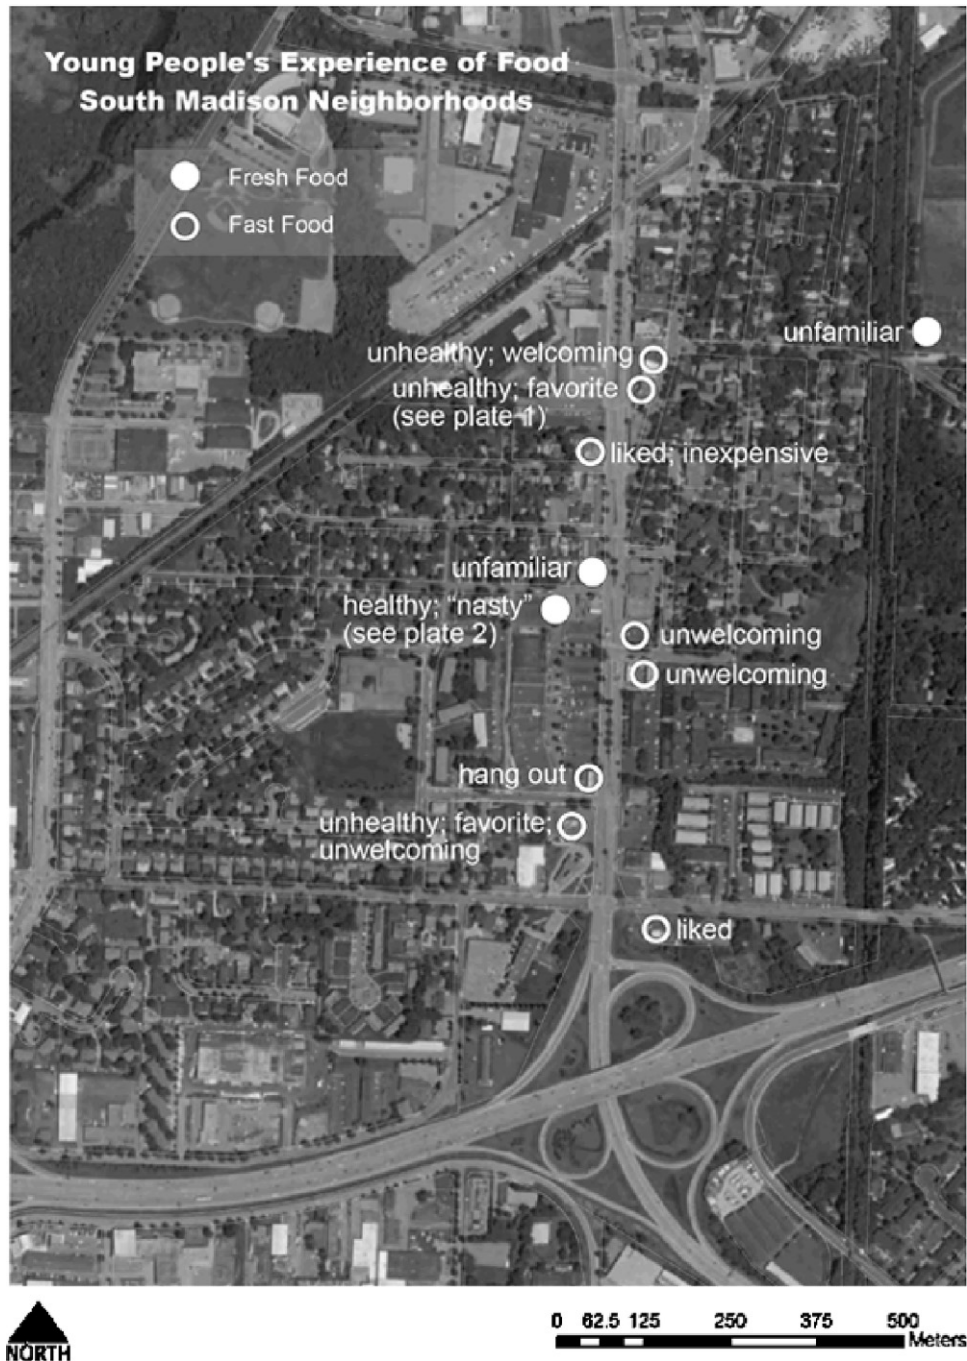 Young People's Experience of Food
South Madison Neighborhoods
Fresh Food
Fast Food
unfamiliar
unhealthy; welcoming
unhealthy; favorite
(see plate 1)
liked; inexpensive
unfamiliar
healthy; “nasty”
(see plate 2)
unwelcoming
unwelcoming
hang out
unhealthy; favorite;
unwelcoming
liked
0 62.5 125 250 375 500
Meters
NORTH